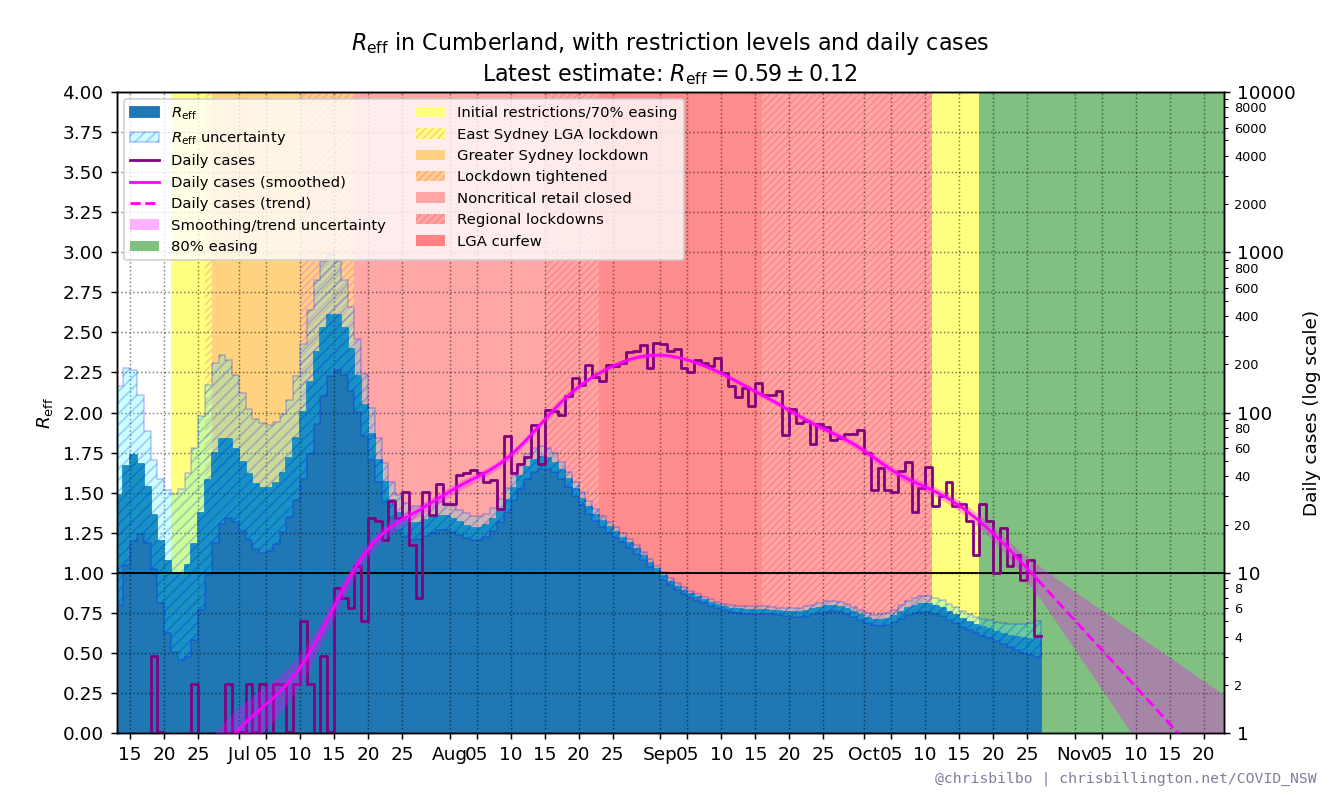 Reff in Cumberland, with restriction levels and daily cases
Latest estimate: Reff = 0.59 ± 0.12
Reff
Reff uncertainty
Daily cases
Daily cases (smoothed)
Daily cases (trend)
Smoothing/trend uncertainty
80% easing
Initial restrictions/70% easing
East Sydney LGA lockdown
Greater Sydney lockdown
Lockdown tightened
Noncritical retail closed
Regional lockdowns
LGA curfew
4.00
3.75
3.50
3.25
3.00
2.75
2.50
2.25
2.00
1.75
1.50
1.25
1.00
0.75
0.50
0.25
0.00
Reff
10000
8000
6000
4000
2000
1000
800
600
400
200
100
80
60
40
20
10
8
6
4
2
1
Daily cases (log scale)
15 20 25 Jul 05 10 15 20 25 Aug 05 10 15 20 25 Sep 05 10 15 20 25 Oct 05 10 15 20 25 Nov 05 10 15 20
@chrisbilbo | chrisbillington.net/COVID_NSW